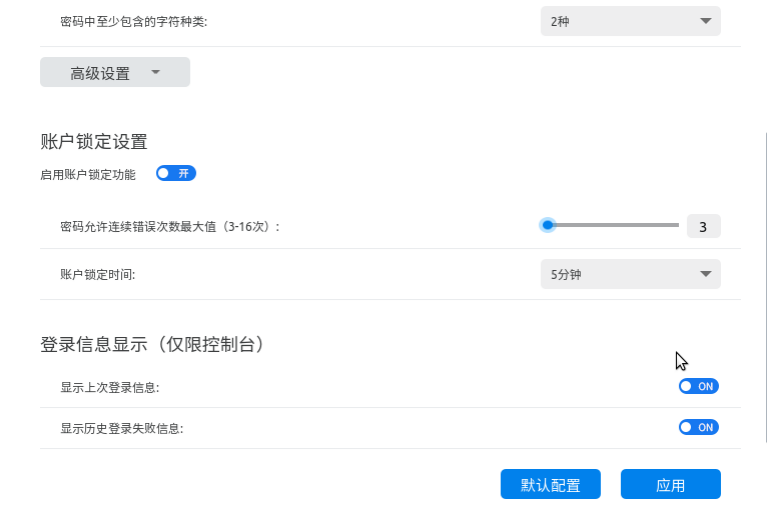 密码中至少包含的字符种类:
2种
高级设置
账户锁定设置
启用账户锁定功能
开
密码允许连续错误次数最大值（3-16次）:
3
账户锁定时间:
5分钟
登录信息显示（仅限控制台）
显示上次登录信息:
ON
显示历史登录失败信息:
ON
默认配置
应用